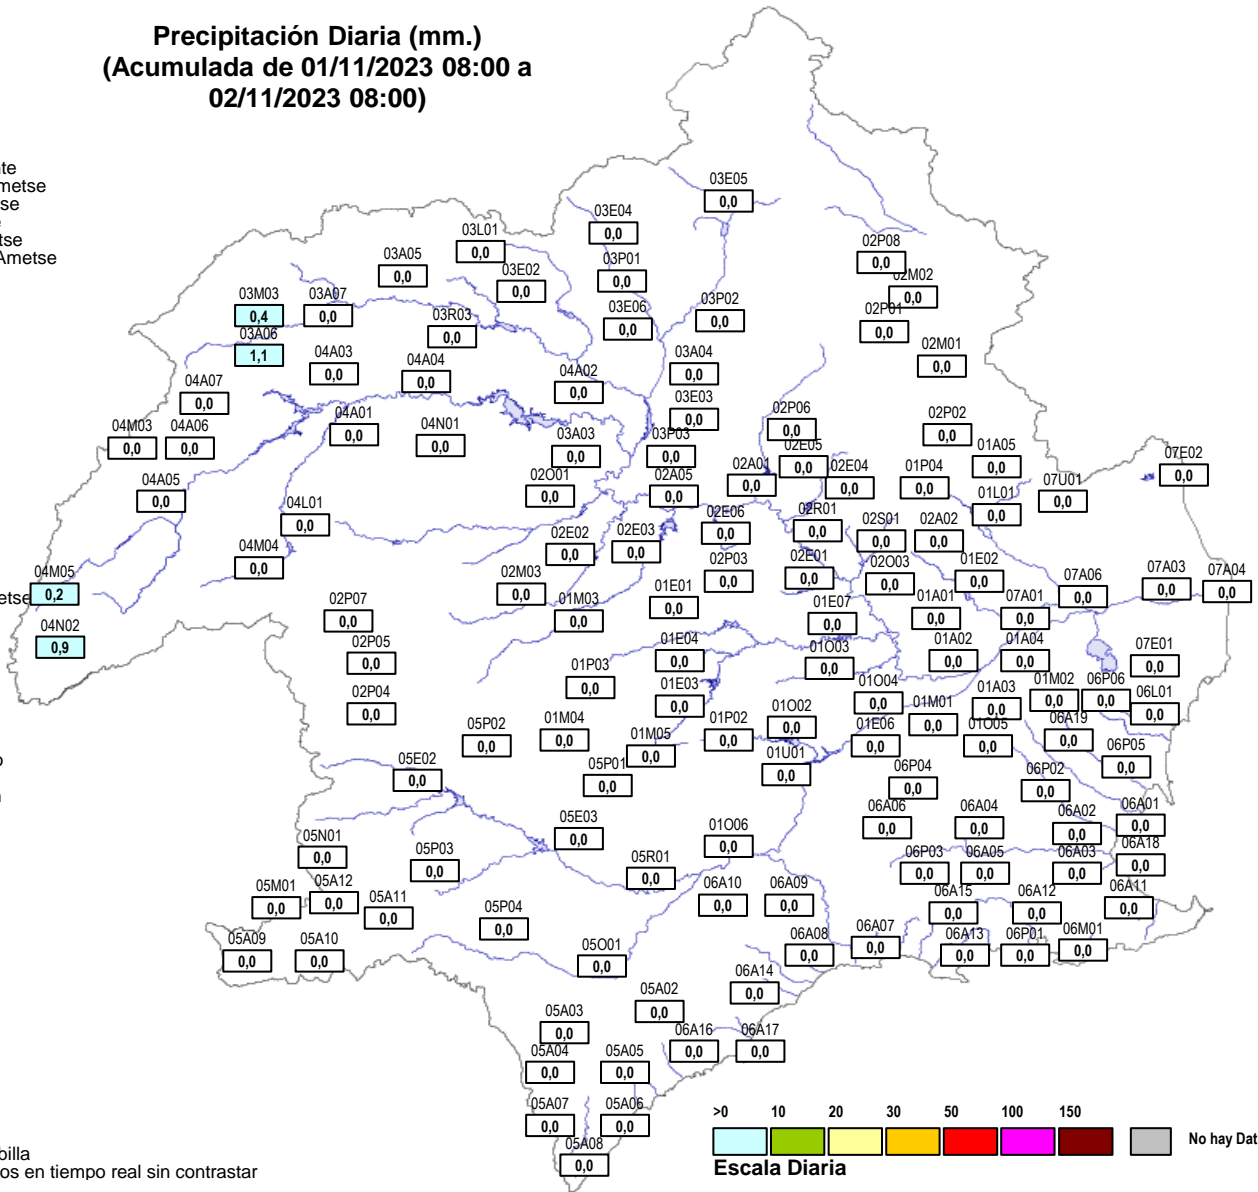 Precipitación Diaria (mm.)
(Acumulada de 01/11/2023 08:00 a
02/11/2023 08:00)
03E05
0,0
03E04
0,0
03L01
0,0
03A05
0,0
03P01
0,0
03E02
0,0
02P08
0,0
02M02
0,0
03M03
0,4
03A07
0,0
03R03
0,0
03E06
0,0
03P02
0,0
02P01
0,0
03A06
1,1
04A03
0,0
04A04
0,0
03A04
0,0
02M01
0,0
04A07
0,0
04A02
0,0
03E03
0,0
04A01
0,0
04N01
0,0
02P06
0,0
02P02
0,0
04M03
0,0
04A06
0,0
03A03
0,0
03P03
0,0
02E05
0,0
01A05
0,0
07E02
0,0
04A05
0,0
02O01
0,0
02A05
0,0
02A01
0,0
02E04
0,0
01P04
0,0
07U01
0,0
04L01
0,0
01L01
0,0
02R01
0,0
02E06
0,0
02S01
0,0
02A02
0,0
02E02
0,0
02E03
0,0
04M04
0,0
04M05
0,2
02M03
0,0
02P03
0,0
02E01
0,0
02O03
0,0
01E02
0,0
07A06
0,0
07A03
0,0
07A04
0,0
etse
02P07
0,0
01M03
0,0
01E01
0,0
01E07
0,0
01A01
0,0
07A01
0,0
04N02
0,9
02P05
0,0
01E04
0,0
01O03
0,0
01A02
0,0
01A04
0,0
07E01
0,0
01P03
0,0
02P04
0,0
01E03
0,0
01O04
0,0
01A03
0,0
01M02
0,0
06P06
0,0
06L01
0,0
01M01
0,0
05P02
0,0
01M04
0,0
01P02
0,0
01O02
0,0
01E06
0,0
01O05
0,0
06A19
0,0
01M05
0,0
06P05
0,0
05E02
0,0
05P01
0,0
01U01
0,0
06P04
0,0
06P02
0,0
05E03
0,0
01O06
0,0
06A06
0,0
06A04
0,0
06A02
0,0
06A01
0,0
05N01
0,0
05P03
0,0
05R01
0,0
06P03
0,0
06A05
0,0
06A03
0,0
06A18
0,0
05M01
0,0
05A12
0,0
05A11
0,0
06A10
0,0
06A09
0,0
06A15
0,0
06A12
0,0
06A11
0,0
05P04
0,0
05A09
0,0
05A10
0,0
05O01
0,0
06A08
0,0
06A07
0,0
06A13
0,0
06P01
0,0
06M01
0,0
06A14
0,0
05A02
0,0
05A03
0,0
06A16
0,0
06A17
0,0
05A04
0,0
05A05
0,0
05A07
0,0
05A06
0,0
05A08
0,0
>0 10 20 30 50 100 150
No hay Dat
Escala Diaria
billa
os en tiempo real sin contrastar